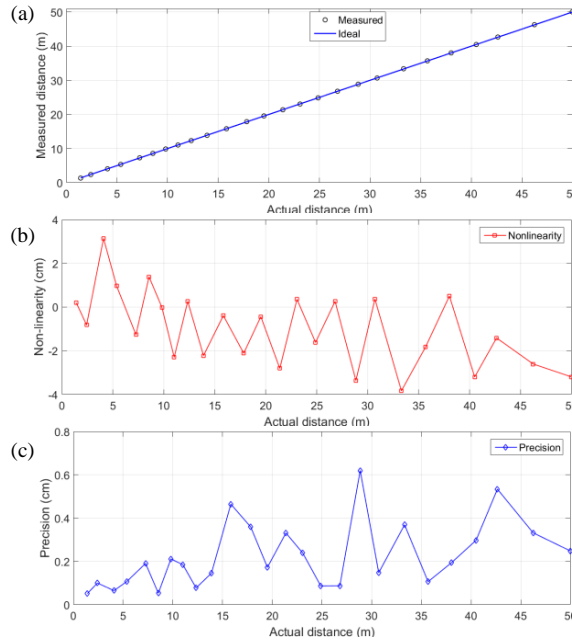 (a)
Measured distance (m)
50
40
30
20
10
0
Measured
Ideal
0 5 10 15 20 25 30 35 40 45 50
Actual distance (m)
(b)
Non-linearity (cm)
4
2
0
-2
-4
Nonlinearity
0 5 10 15 20 25 30 35 40 45 50
Actual distance (m)
(c)
Precision (cm)
0.8
0.6
0.4
0.2
0
Precision
0 5 10 15 20 25 30 35 40 45 50
Actual distance (m)